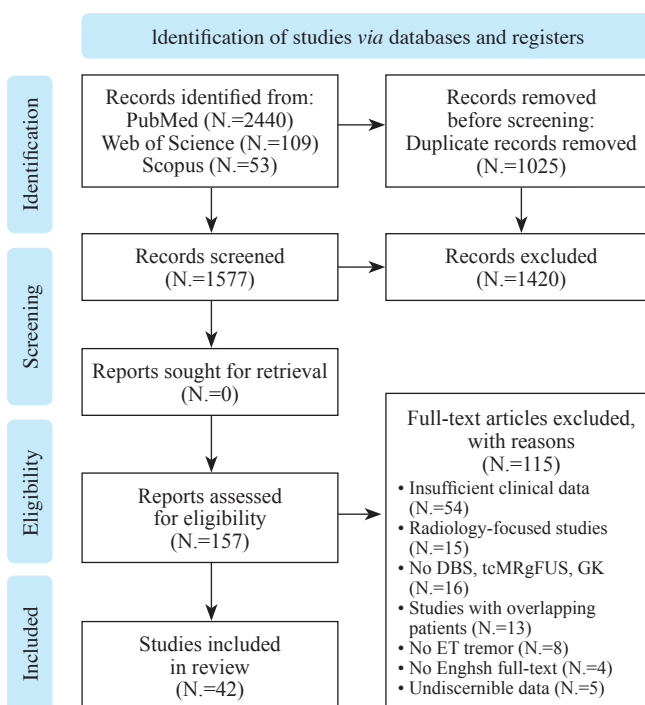 Identification of studies via databases and registers
Identification
Records identified from:
PubMed (N.=2440)
Web of Science (N.=109)
Scopus (N.=53)
Records removed
before screening:
Duplicate records removed
(N.=1025)
Screening
Records screened
(N.=1577)
Records excluded
(N.=1420)
Reports sought for retrieval
(N.=0)
Eligibility
Reports assessed
for eligibility
(N.=157)
Full-text articles excluded,
with reasons
(N.=115)
• Insufficient clinical data
(N.=54)
• Radiology-focused studies
(N.=15)
• No DBS, tcMRgFUS, GK
(N.=16)
• Studies with overlapping
patients (N.=13)
• No ET tremor (N.=8)
• No Enghsh full-text (N.=4)
• Undiscernible data (N.=5)
Included
Studies included
in review
(N.=42)